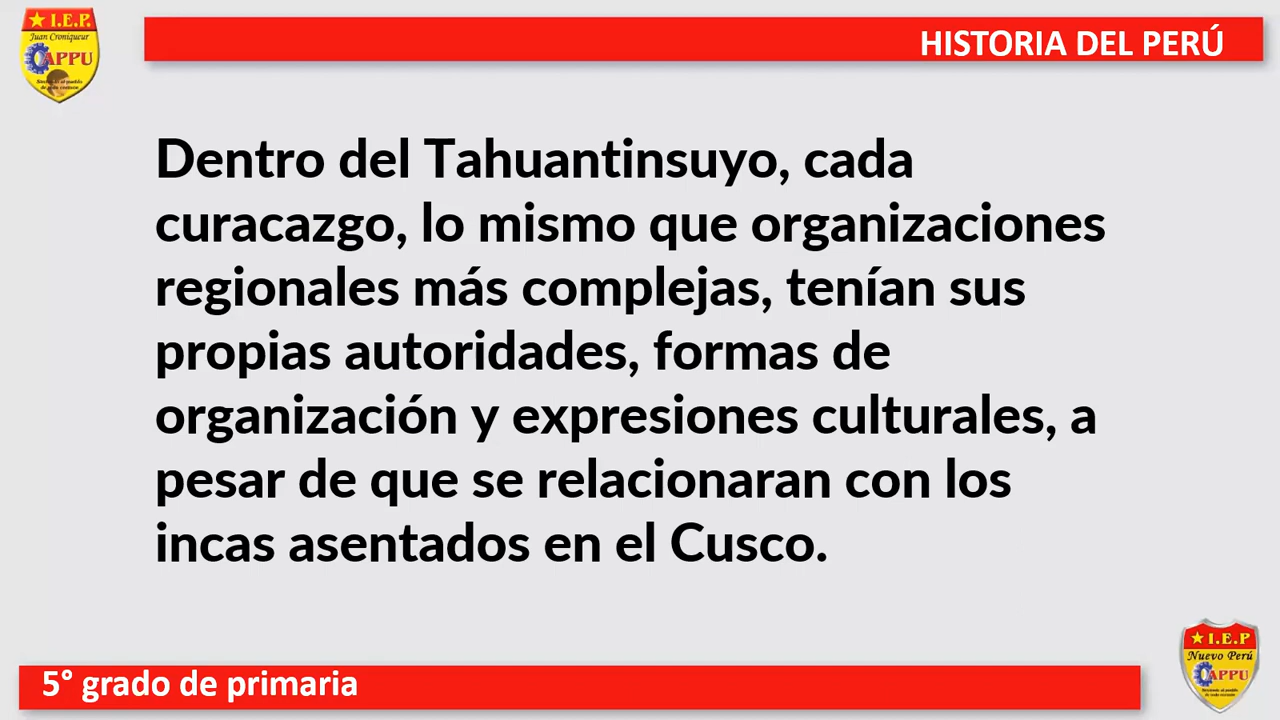 ★ I.E.P.
Juan Croniqueur
CAPPU
HISTORIA DEL PERÚ
Dentro del Tahuantinsuyo, cada
curacazgo, lo mismo que organizaciones
regionales más complejas, tenían sus
propias autoridades, formas de
organización y expresiones culturales, a
pesar de que se relacionaran con los
incas asentados en el Cusco.
5° grado de primaria
★ I.E.P
Nuevo Perú
CAPPU